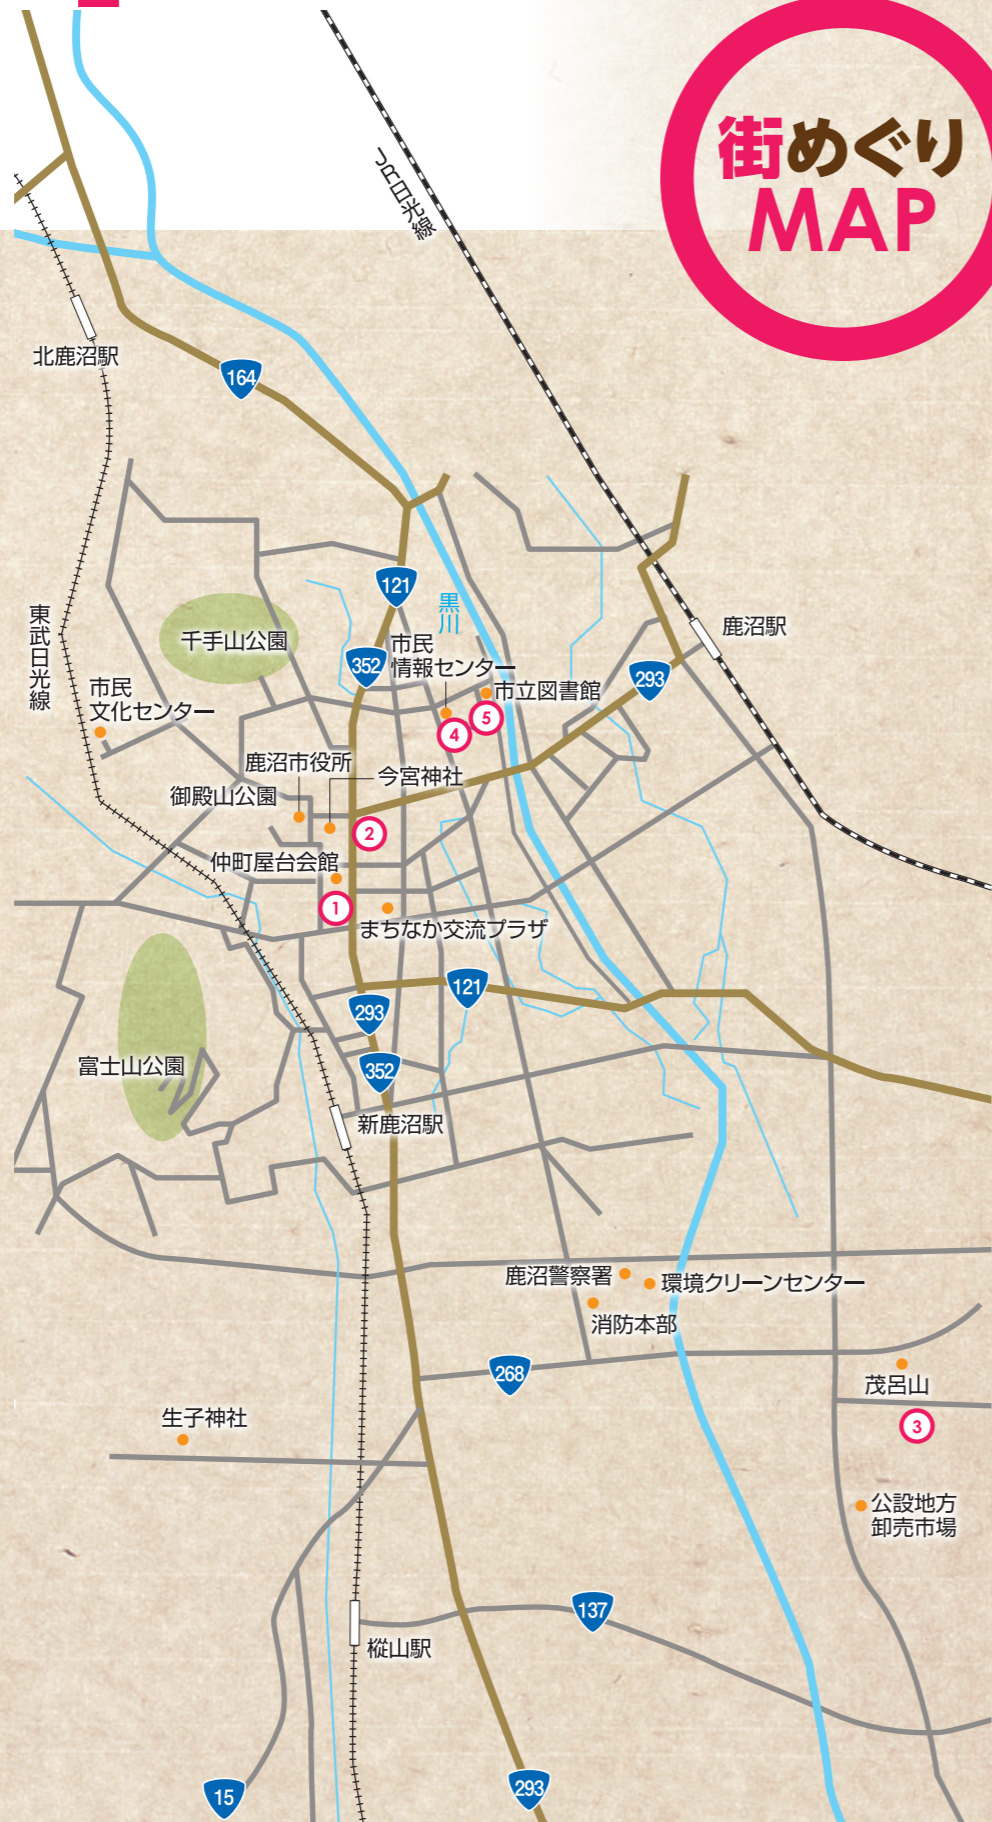 街めぐり
MAP
JR日光線
北鹿沼駅
164
121
黒川
東武日光線
千手山公園
352
市民
情報センター
鹿沼駅
293
市民
文化センター
市立図書館
5
4
鹿沼市役所
今宮神社
御殿山公園
2
仲町屋台会館
1
まちなか交流プラザ
121
293
富士山公園
352
新鹿沼駅
鹿沼警察署
環境クリーンセンター
消防本部
268
茂呂山
3
生子神社
公設地方
卸売市場
137
樅山駅
15
293